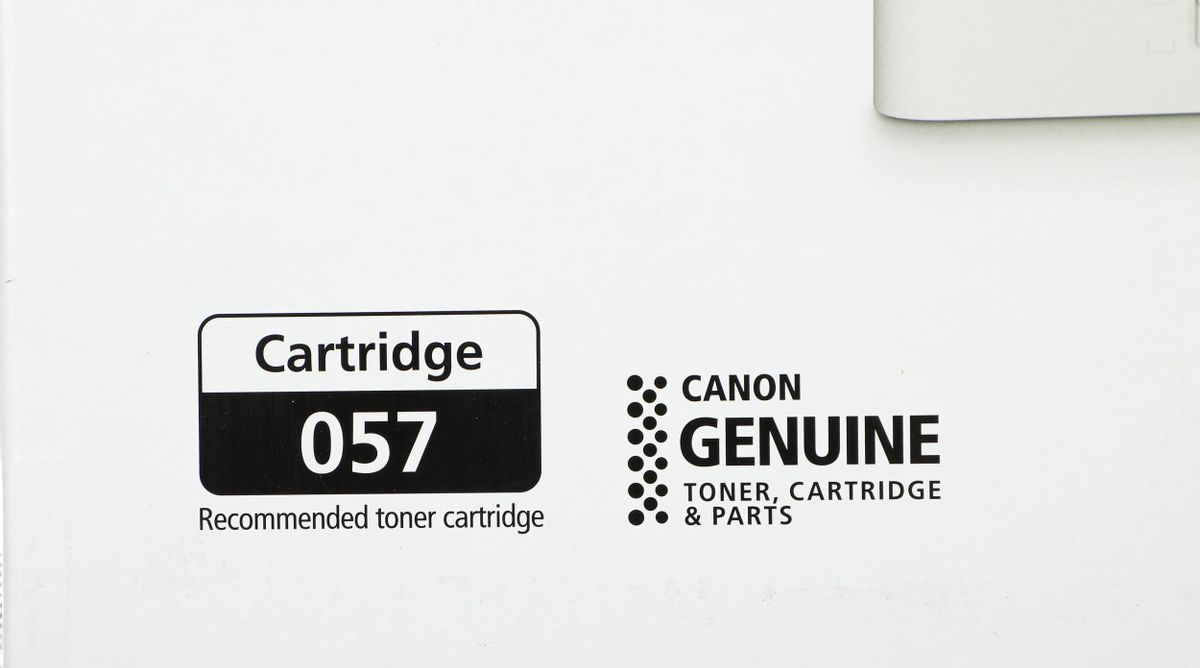 Cartridge
057
Recommended toner cartridge
CANON
GENUINE
TONER, CARTRIDGE
& PARTS